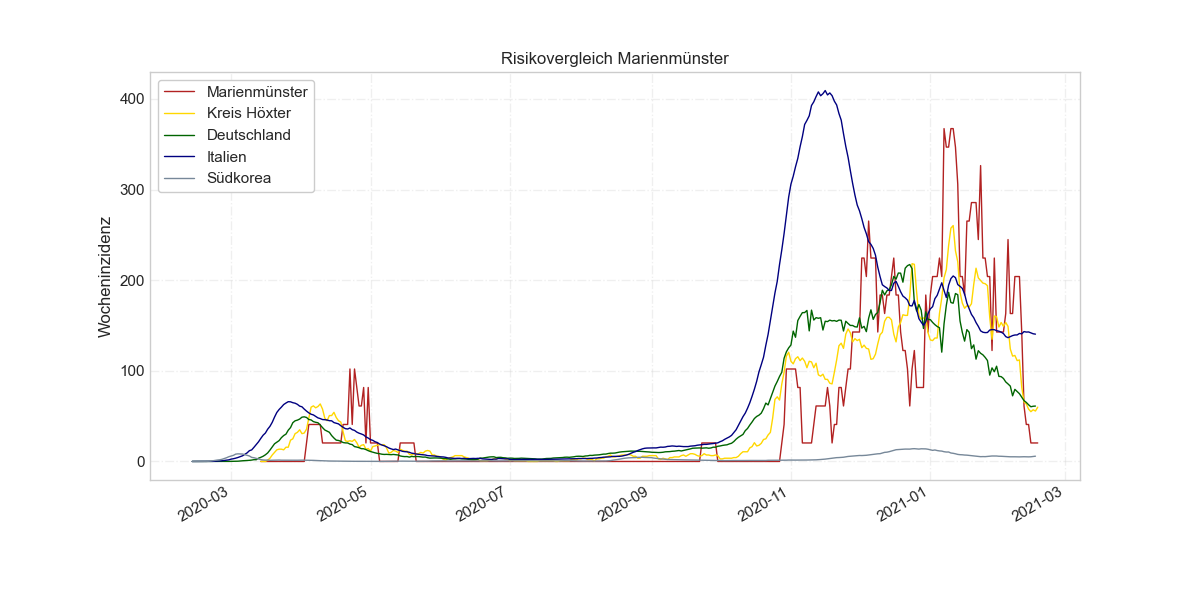 Risikovergleich Marienmünster
Marienmünster
Kreis Höxter
Deutschland
Italien
Südkorea
Wocheninzidenz
400
300
200
100
0
2020-03
2020-05
2020-07
2020-09
2020-11
2021-01
2021-03